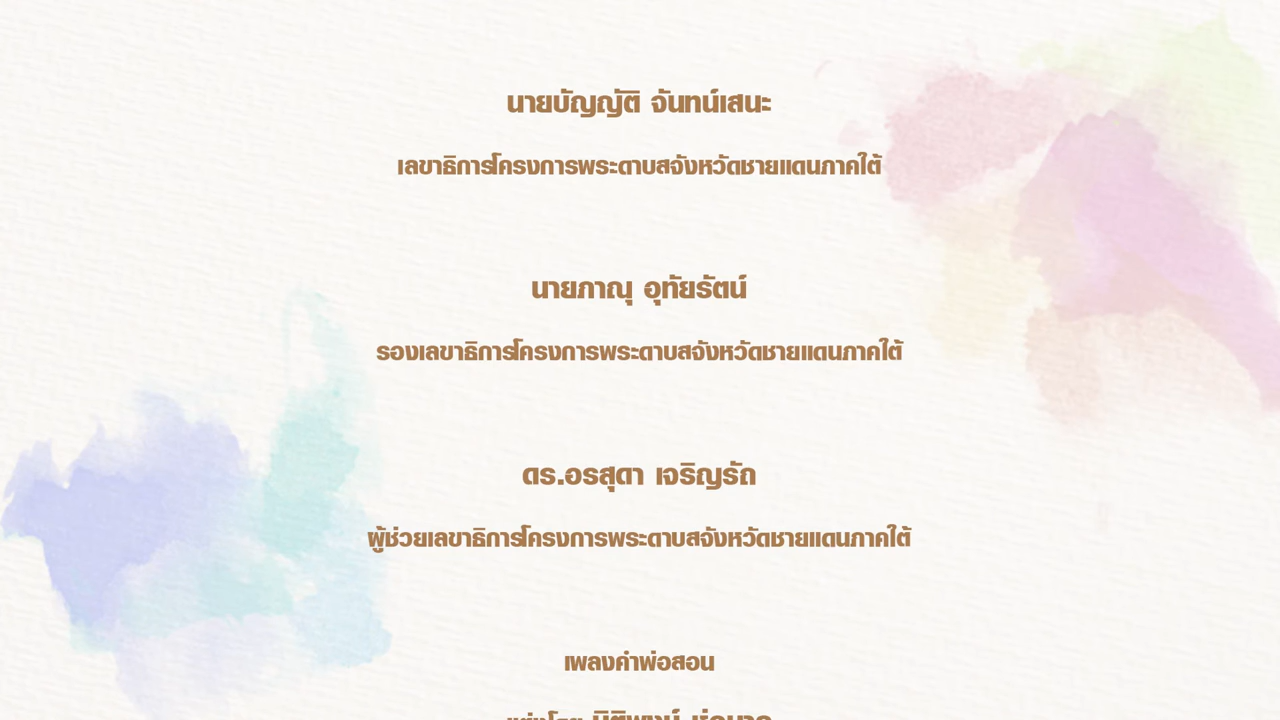 นายบัญญัติ จันทน์เสนะ
เลขาธิการโครงการพระดาบสจังหวัดชายแดนภาคใต้
นายภาณุ อุทัยรัตน์
รองเลขาธิการโครงการพระดาบสจังหวัดชายแดนภาคใต้
ดร.อรสุดา เจริญรัถ
ผู้ช่วยเลขาธิการโครงการพระดาบสจังหวัดชายแดนภาคใต้
เพลงคำพ่อสอน